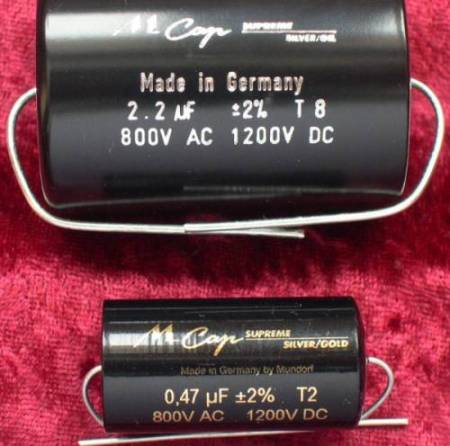 M Cap SUPREME
SILVER/OIL
Made in Germany
2.2 µF ±2% T 8
800V AC 1200V DC
M Cap SUPREME
SILVER/GOLD
Made in Germany by Mundorf
0,47 µF ±2% T2
800V AC 1200V DC